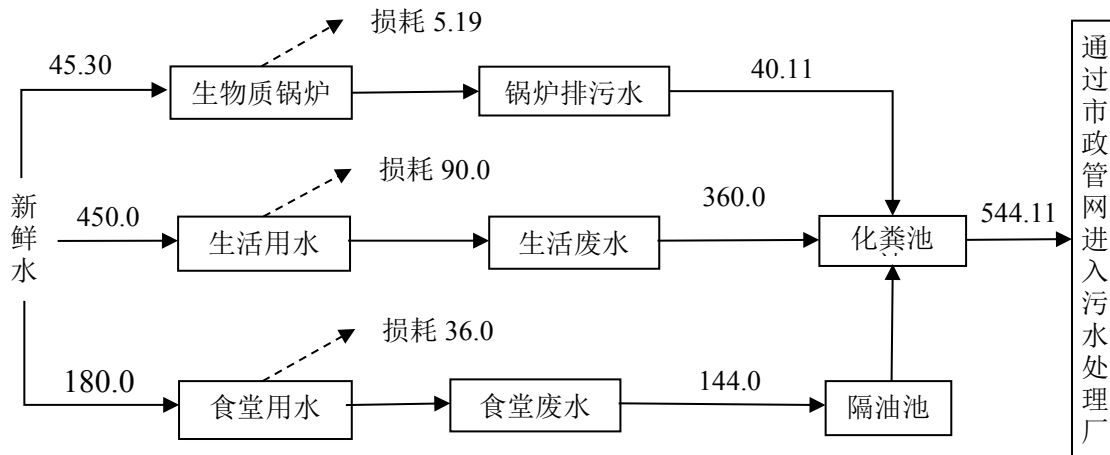 损耗 5.19
45.30
生物质锅炉
锅炉排污水
40.11
损耗 90.0
新鲜水
450.0
生活用水
生活废水
360.0
化粪池
544.11
损耗 36.0
180.0
食堂用水
食堂废水
144.0
隔油池
通过市政管网进入污水处理厂